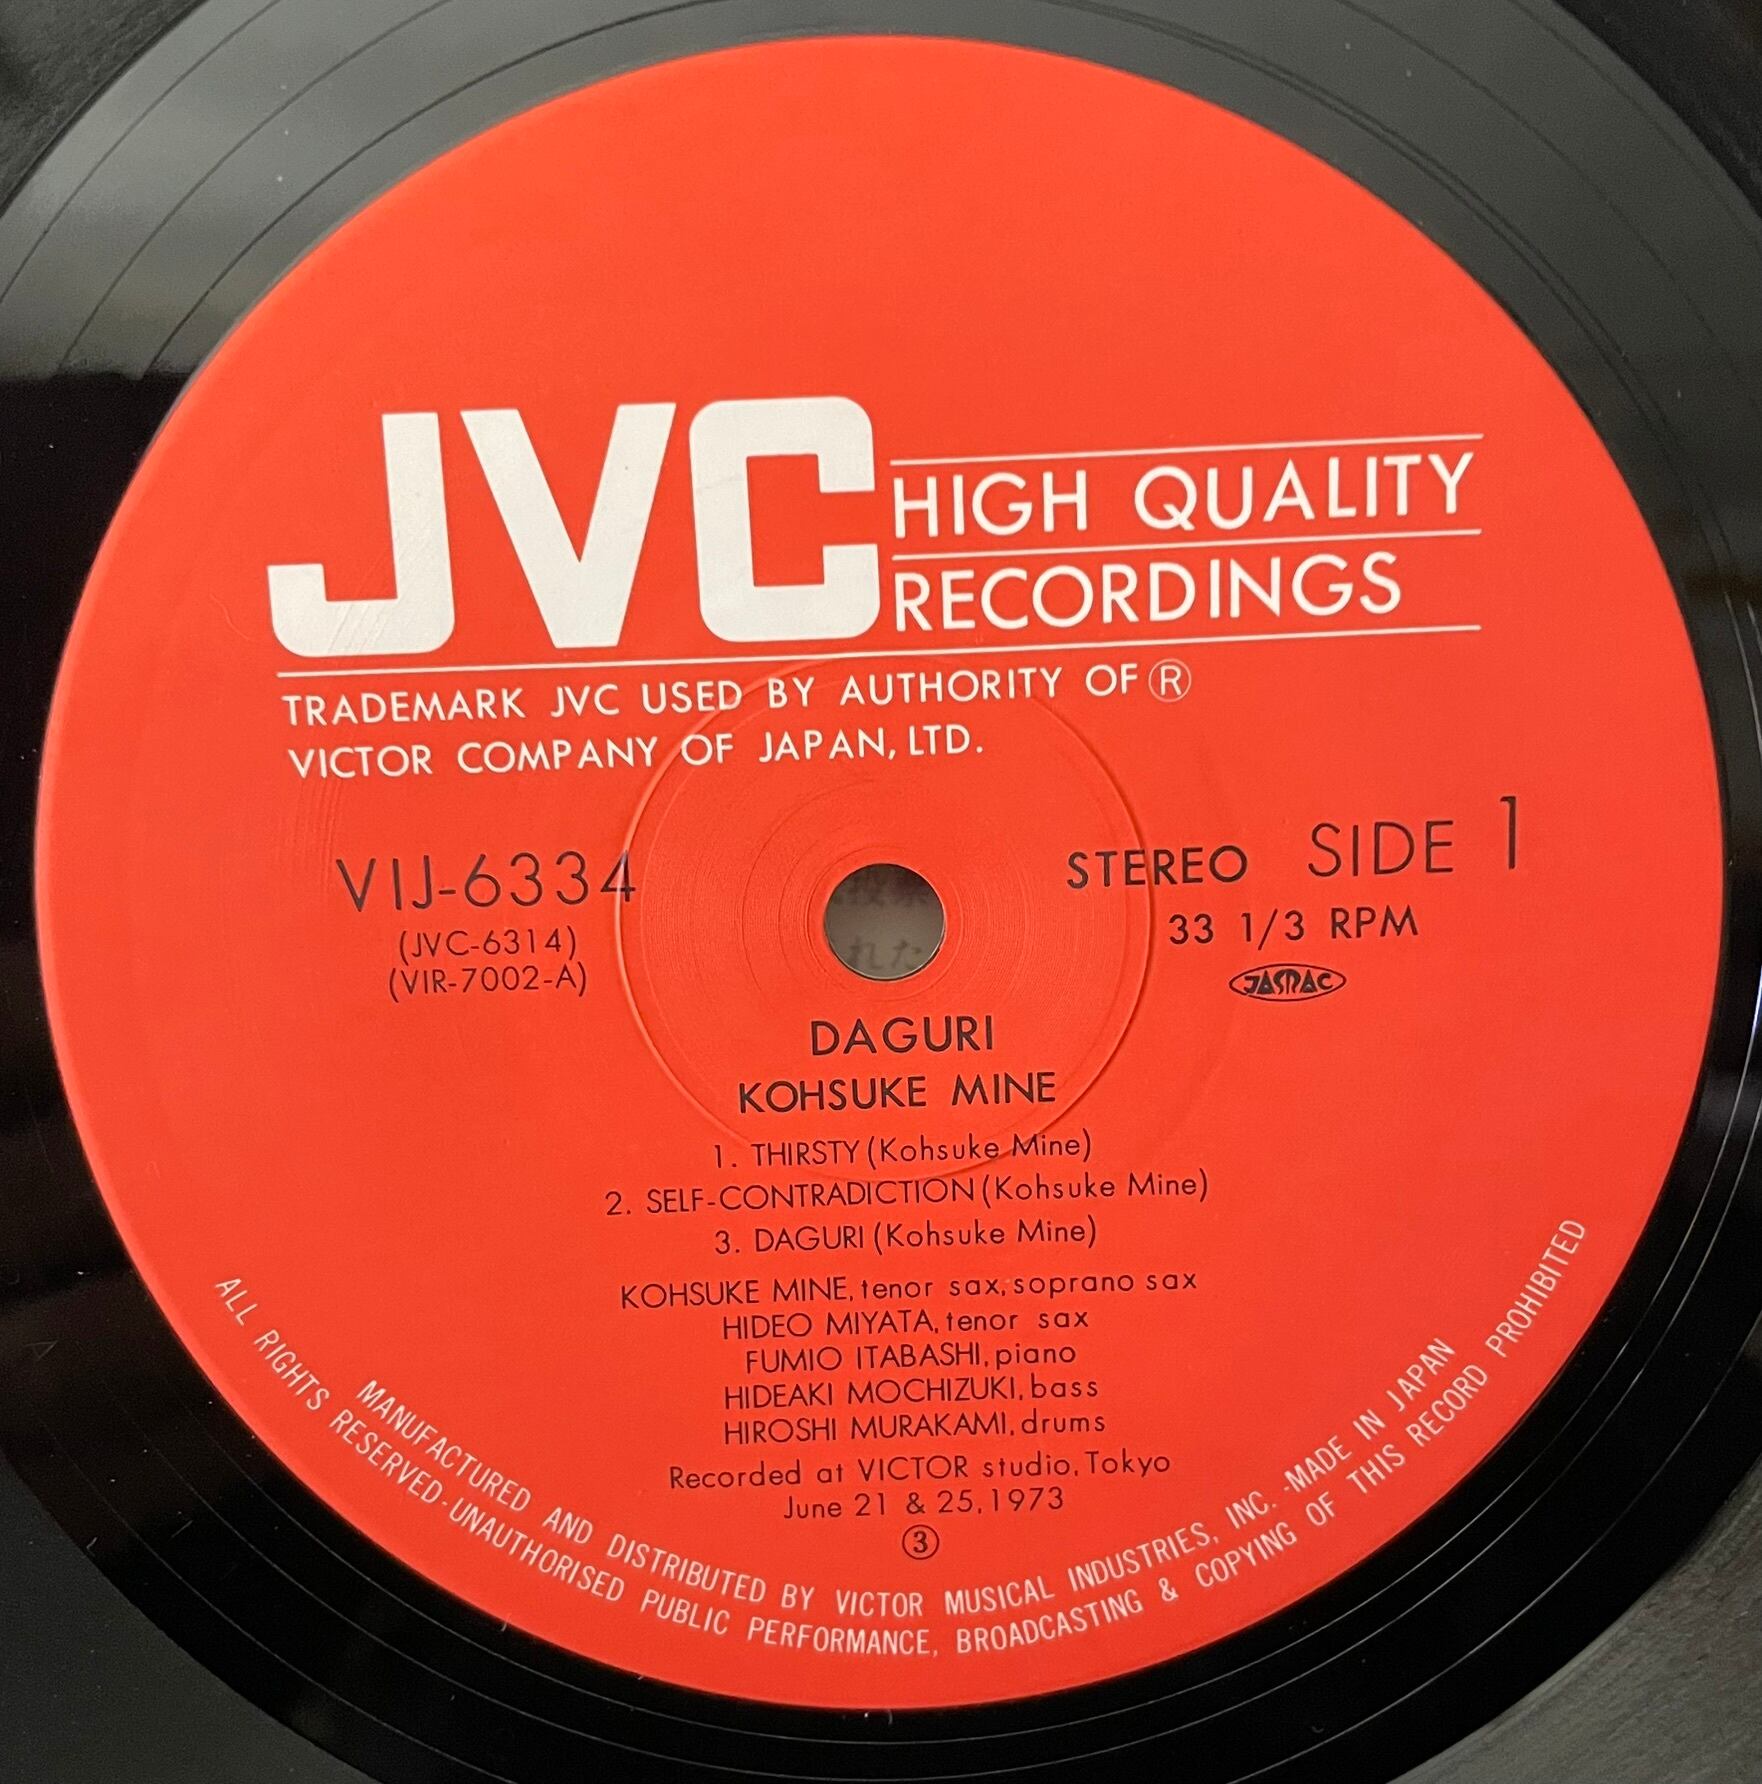 JVC HIGH QUALITY
RECORDINGS
TRADEMARK JVC USED BY AUTHORITY OF ®
VICTOR COMPANY OF JAPAN, LTD.
VIJ-6334
(JVC-6314)
(VIR-7002-A)
STEREO SIDE 1
33 1/3 RPM
JASRAC
れた
DAGURI
KOHSUKE MINE
1. THIRSTY (Kohsuke Mine)
2. SELF-CONTRADICTION (Kohsuke Mine)
3. DAGURI (Kohsuke Mine)
KOHSUKE MINE, tenor sax, soprano sax
HIDEO MIYATA, tenor sax
FUMIO ITABASHI, piano
HIDEAKI MOCHIZUKI, bass
HIROSHI MURAKAMI, drums
Recorded at VICTOR studio, Tokyo
June 21 & 25, 1973
③
MANUFACTURED AND DISTRIBUTED BY VICTOR MUSICAL INDUSTRIES, INC. -MADE IN JAPAN
ALL RIGHTS RESERVED-UNAUTHORISED PUBLIC PERFORMANCE, BROADCASTING & COPYING OF THIS RECORD PROHIBITED